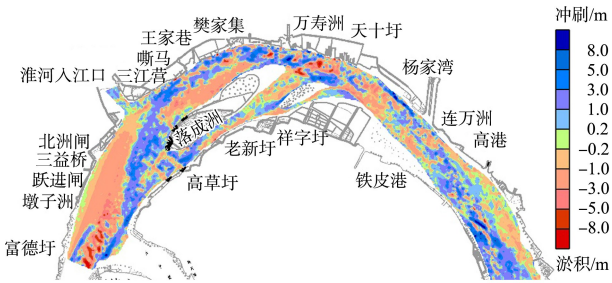 冲刷/m
8.0
5.0
3.0
1.0
0.2
-0.2
-1.0
-3.0
-5.0
-8.0
淤积/m
樊家集
万寿洲
天十圩
王家巷
嘶马
三江营
淮河入江口
杨家湾
连万洲
高港
北洲闸
三益桥
跃进闸
墩子洲
富德圩
落成洲
老新圩
祥字圩
高草圩
铁皮港